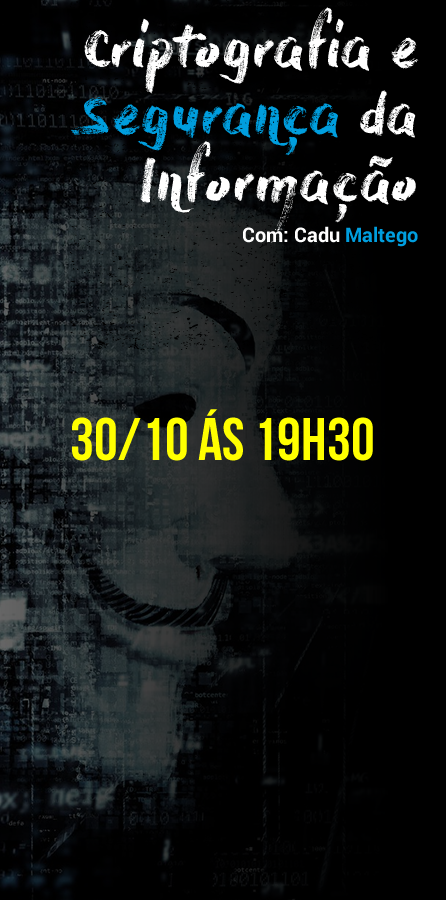 Criptografia e
Segurança da
Informação
Com: Cadu Maltego
30/10 ÁS 19H30